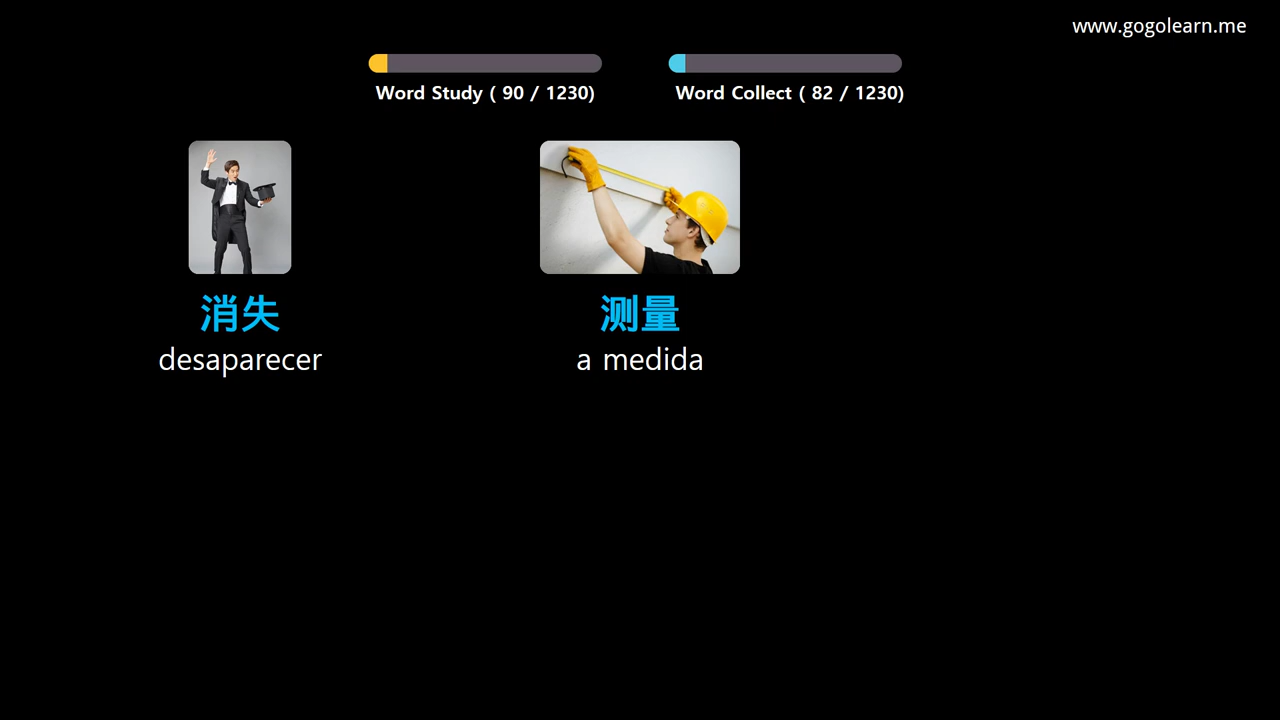 www.gogolearn.me
Word Study ( 90 / 1230)
Word Collect ( 82 / 1230)
消失
desaparecer
测量
a medida